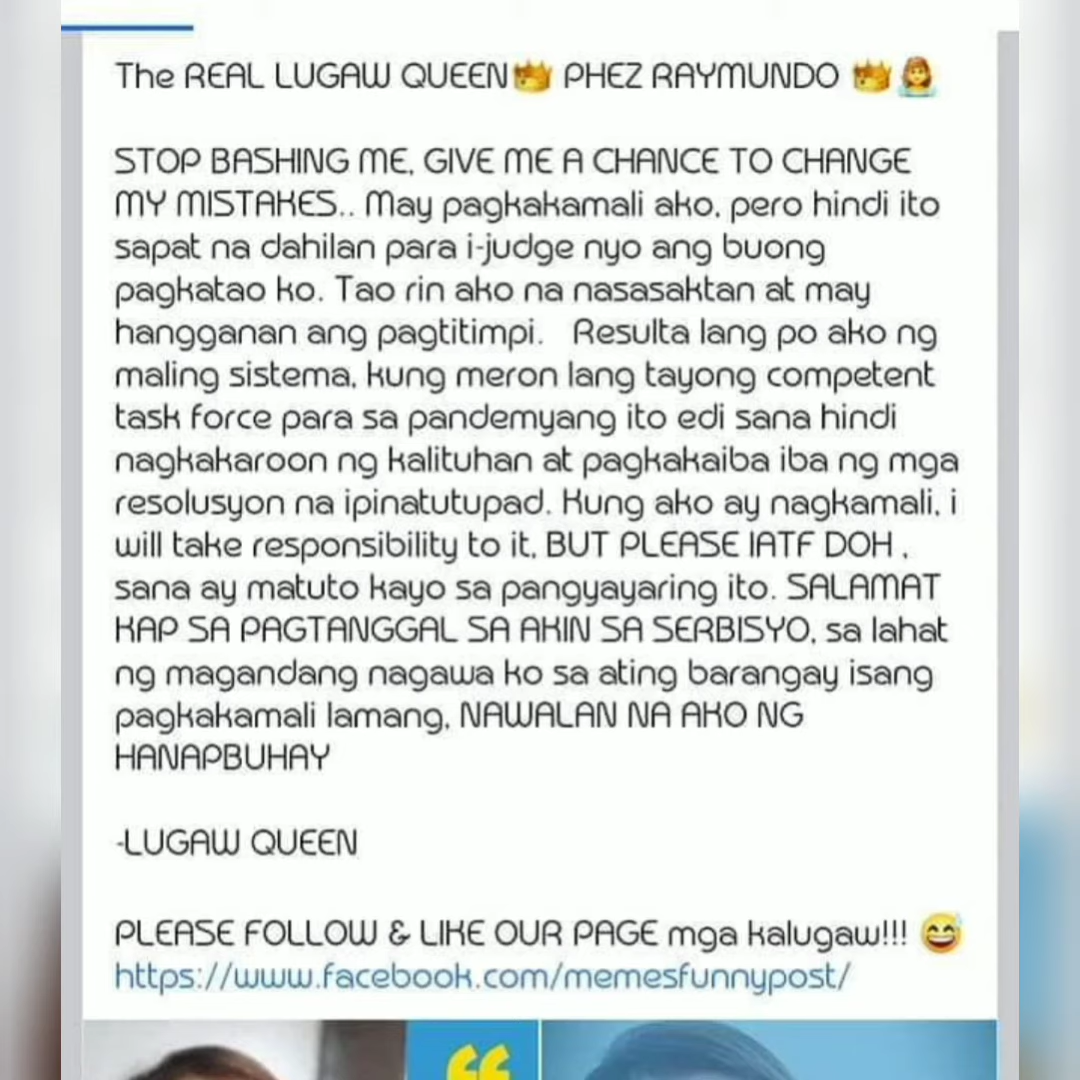 The REAL LUGAW QUEEN👑 PHEZ RAYMUNDO 👑👰
STOP BASHING ME, GIVE ME A CHANCE TO CHANGE
MY MISTAKES.. May pagkakamali ako, pero hindi ito
sapat na dahilan para i-judge nyo ang buong
pagkatao ko. Tao rin ako na nasasaktan at may
hangganan ang pagtitimpi.   Resulta lang po ako ng
maling sistema, kung meron lang tayong competent
task force para sa pandemyang ito edi sana hindi
nagkakaroon ng kalituhan at pagkakaiba iba ng mga
resolusyon na ipinatutupad. Kung ako ay nagkamali, i
will take responsibility to it, BUT PLEASE IATF DOH ,
sana ay matuto kayo sa pangyayaring ito. SALAMAT
KAP SA PAGTANGGAL SA AKIN SA SERBISYO, sa lahat
ng magandang nagawa ko sa ating barangay isang
pagkakamali lamang, NAWALAN NA AKO NG
HANAPBUHAY
-LUGAW QUEEN
PLEASE FOLLOW & LIKE OUR PAGE mga kalugaw!!! 😅
https://www.facebook.com/memesfunnypost/